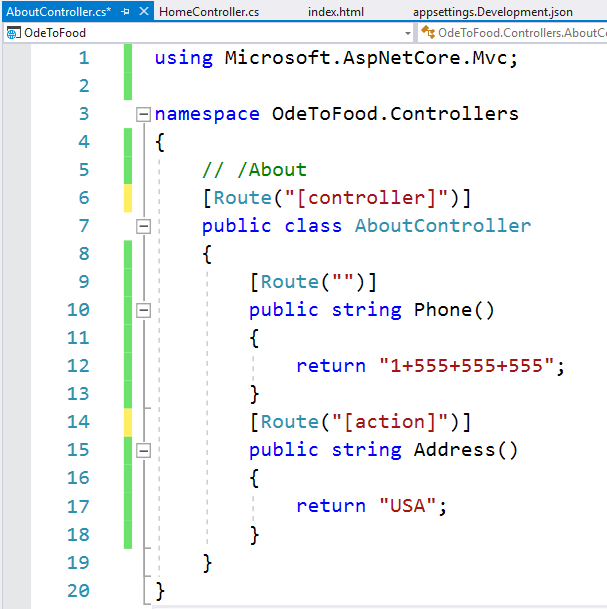 AboutController.cs* HomeController.cs index.html appsettings.Development.json
OdeToFood OdeToFood.Controllers.AboutC
1 using Microsoft.AspNetCore.Mvc;
2
3 namespace OdeToFood.Controllers
4 {
5 // /About
6 [Route("[controller]")]
7 public class AboutController
8 {
9 [Route("")]
10 public string Phone()
11 {
12 return "1+555+555+555";
13 }
14 [Route("[action]")]
15 public string Address()
16 {
17 return "USA";
18 }
19 }
20 }